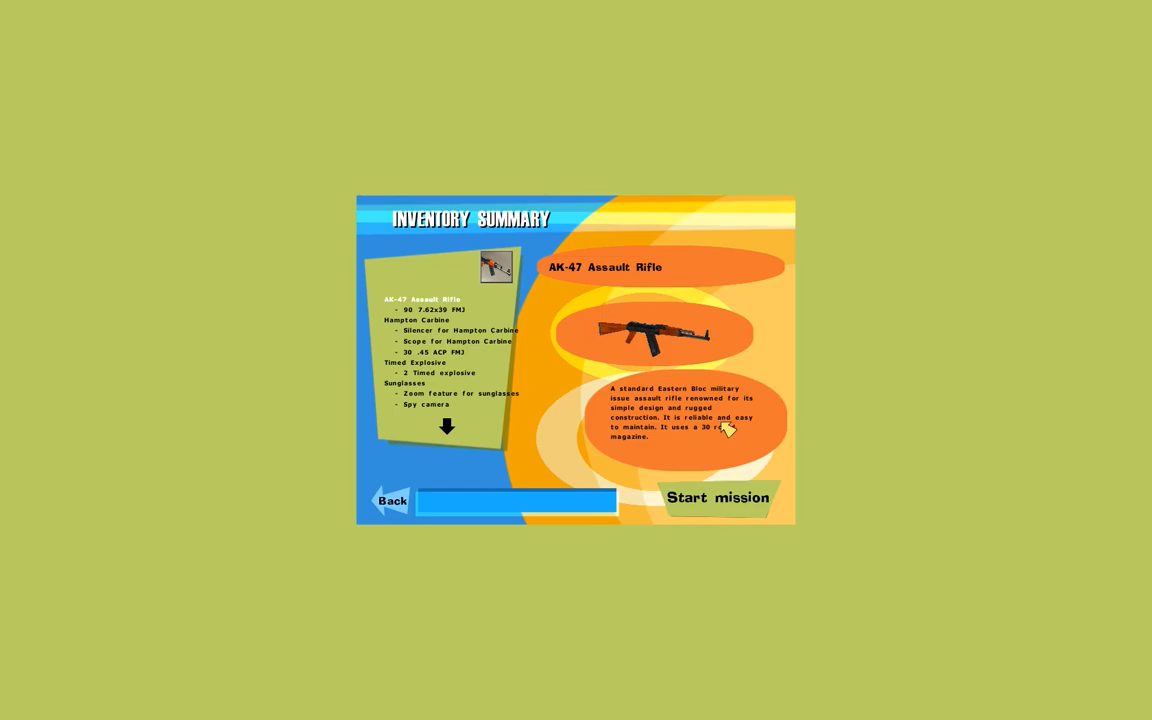 INVENTORY SUMMARY
AK-47 Assault Rifle
- 90 7.62x39 FMJ
Hampton Carbine
- Silencer for Hampton Carbine
- Scope for Hampton Carbine
- 30 .45 ACP FMJ
Timed Explosive
- 2 Timed explosive
Sunglasses
- Zoom feature for sunglasses
- Spy camera
AK-47 Assault Rifle
A standard Eastern Bloc military
issue assault rifle renowned for its
simple design and rugged
construction. It is reliable and easy
to maintain. It uses a 30
magazine.
Back
Start mission